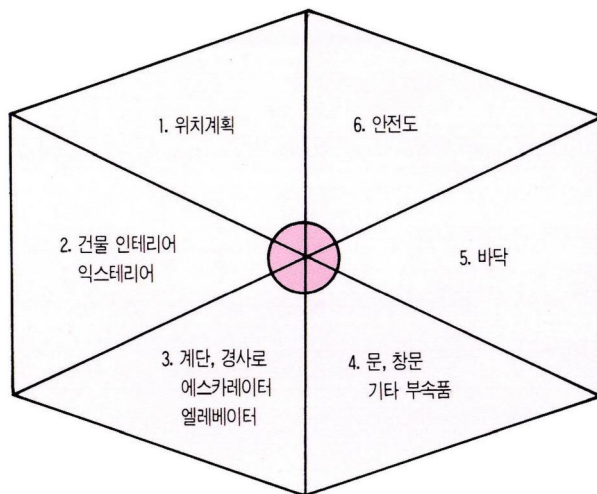 1. 위치계획
6. 안전도
2. 건물 인테리어
익스테리어
5. 바닥
3. 계단, 경사로
에스카레이터
엘레베이터
4. 문, 창문
기타 부속품